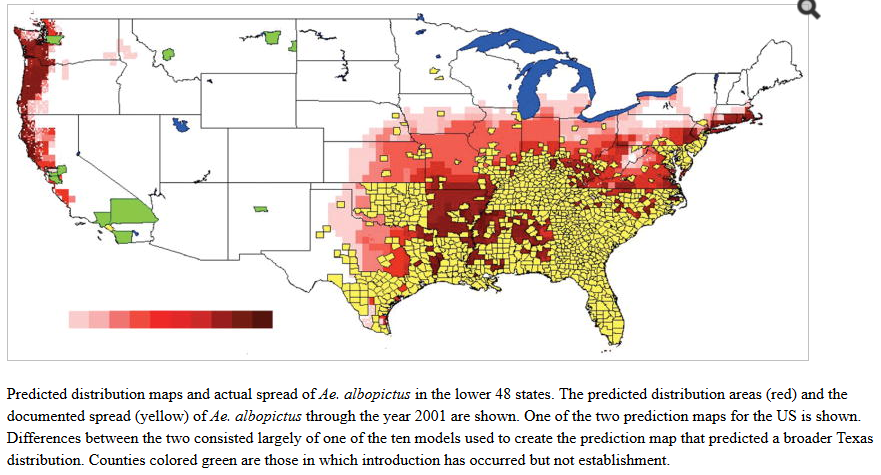 Predicted distribution maps and actual spread of Ae. albopictus in the lower 48 states. The predicted distribution areas (red) and the
documented spread (yellow) of Ae. albopictus through the year 2001 are shown. One of the two prediction maps for the US is shown.
Differences between the two consisted largely of one of the ten models used to create the prediction map that predicted a broader Texas
distribution. Counties colored green are those in which introduction has occurred but not establishment.